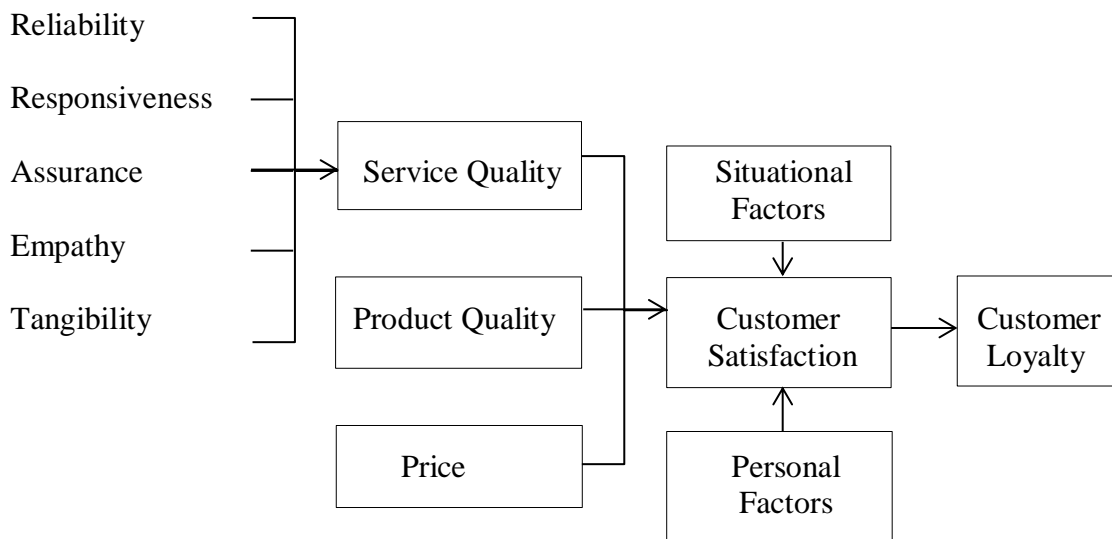 Reliability
Responsiveness
Assurance
Empathy
Tangibility
Service Quality
Product Quality
Price
Situational
Factors
Customer
Satisfaction
Personal
Factors
Customer
Loyalty